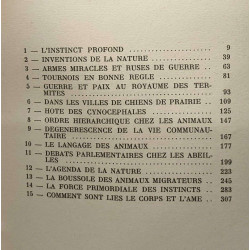 1 — L'INSTINCT PROFOND 9
2 — INVENTIONS DE LA NATURE 39
3 — ARMES MIRACLES ET RUSES DE GUERRE 63
4 — TOURNOIS EN BONNE REGLE 81
5 — GUERRE ET PAIX AU ROYAUME DES TER-
MITES 93
6 — DANS LES VILLES DE CHIENS DE PRAIRIE 109
7 — HOTE DES CYNOCEPHALES 125
8 — ORDRE HIERARCHIQUE CHEZ LES ANIMAUX 147
9 — DEGENERESCENCE DE LA VIE COMMUNAU-
TAIRE 167
10 — LE LANGAGE DES ANIMAUX 177
11 — DEBATS PARLEMENTAIRES CHEZ LES ABEIL-
LES 199
12 — L'AGENDA DE LA NATURE 223
13 — LA BOUSSOLE DES ANIMAUX MIGRATEURS 245
14 — LA FORCE PRIMORDIALE DES INSTINCTS 283
15 — COMMENT SONT LIES LE CORPS ET L'AME 307